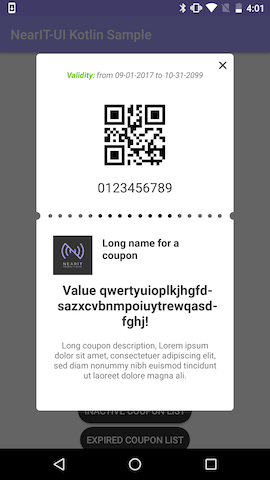 4:01
NearIT-UI Kotlin Sample
Validity: from 09-01-2017 to 10-31-2099
0123456789
NEARIT
Long name for a
coupon
Value qwertyuioplkjhgfd-
sazxcvbnmpoiuytrewqasd-
fghj!
Long coupon description, Lorem ipsum
dolor sit amet, consectetuer adipiscing elit,
sed diam nonummy nibh euismod tincidunt
ut laoreet dolore magna ali.
INACTIVE COUPON LIST
EXPIRED COUPON LIST